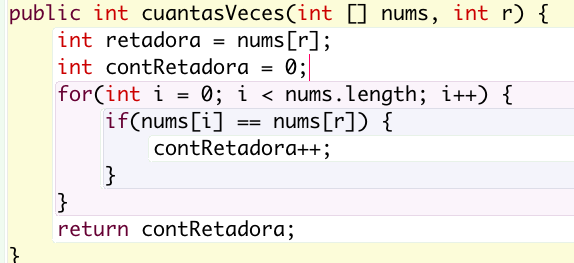 public int cuantasVeces(int [] nums, int r) {
int retadora = nums[r];
int contRetadora = 0;
for(int i = 0; i < nums.length; i++) {
if(nums[i] == nums[r]) {
contRetadora++;
}
}
return contRetadora;
}